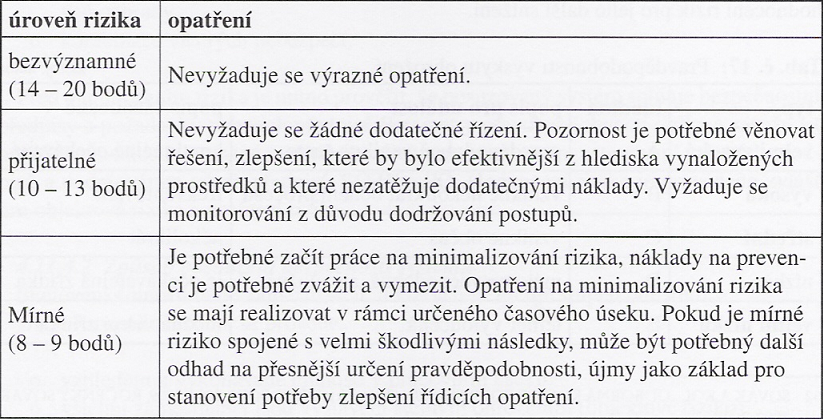 úroveň rizika opatření
bezvýznamné
(14 – 20 bodů)
Nevyžaduje se výrazné opatření.
přijatelné
(10 – 13 bodů)
Nevyžaduje se žádné dodatečné řízení. Pozornost je potřebné věnovat
řešení, zlepšení, které by bylo efektivnější z hlediska vynaložených
prostředků a které nezatěžuje dodatečnými náklady. Vyžaduje se
monitorování z důvodu dodržování postupů.
Mírné
(8 – 9 bodů)
Je potřebné začít práce na minimalizování rizika, náklady na preven-
ci je potřebné zvážit a vymezit. Opatření na minimalizování rizika
se mají realizovat v rámci určeného časového úseku. Pokud je mírné
riziko spojené s velmi škodlivými následky, může být potřebný další
odhad na přesnější určení pravděpodobnosti, újmy jako základ pro
stanovení potřeby zlepšení řídicích opatření.